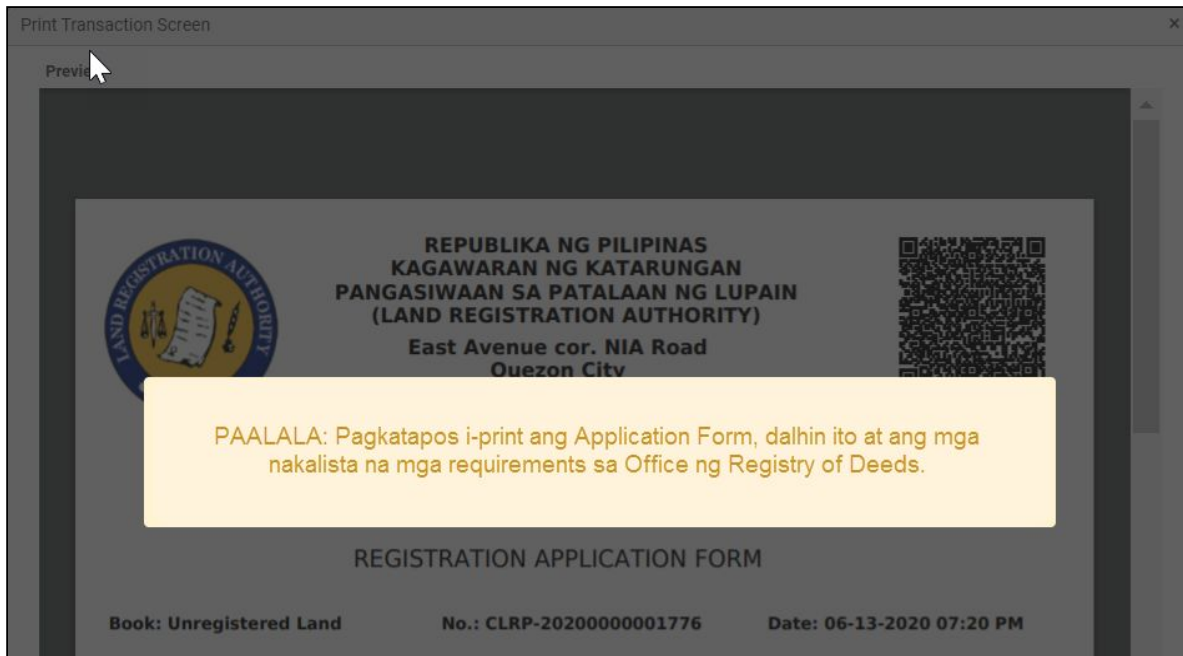 Print Transaction Screen
×
REPUBLIKA NG PILIPINAS
KAGAWARAN NG KATARUNGAN
PANGASIWAAN SA PATALAAN NG LUPAIN
(LAND REGISTRATION AUTHORITY)
East Avenue cor. NIA Road
Quezon City
LAND REGISTRATION AUTHORITY
PAALALA: Pagkatapos i-print ang Application Form, dalhin ito at ang mga
nakalista na mga requirements sa Office ng Registry of Deeds.
REGISTRATION APPLICATION FORM
Book: Unregistered Land No.: CLRP-20200000001776 Date: 06-13-2020 07:20 PM